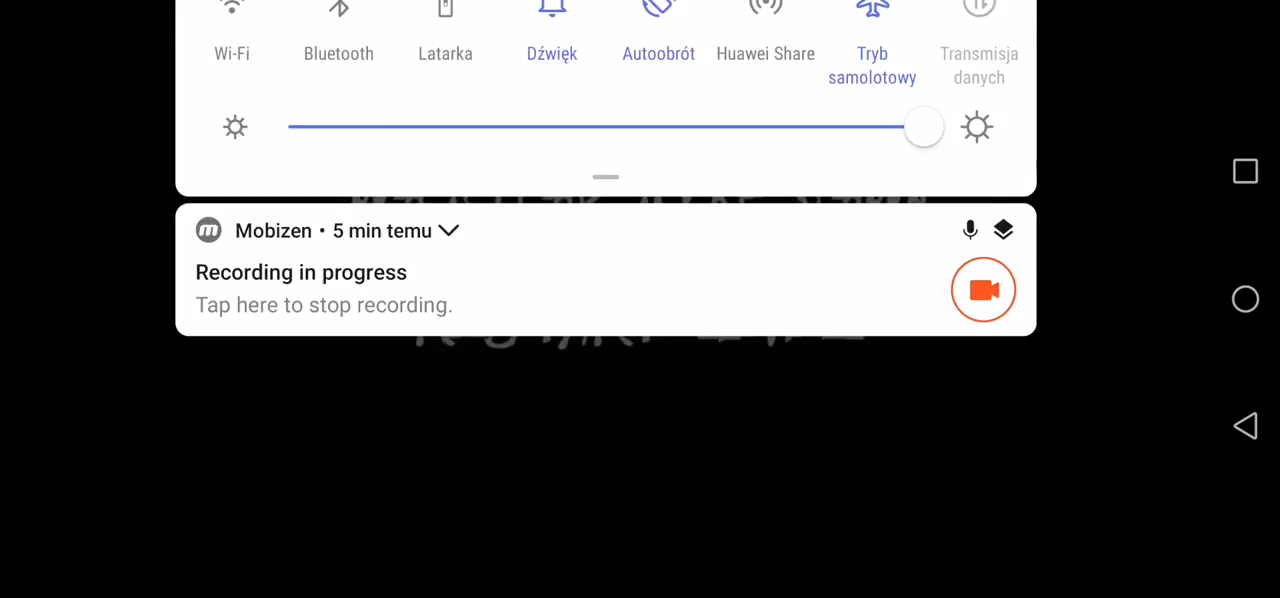 Wi-Fi Bluetooth Latarka Dźwięk Autoobrót Huawei Share Tryb samolotowy Transmisja danych
Mobizen • 5 min temu
Recording in progress
Tap here to stop recording.